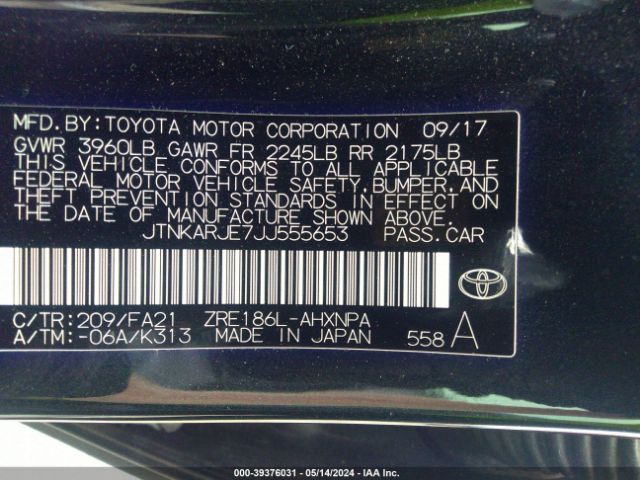 MFD.BY:TOYOTA MOTOR CORPORATION 09/17
GVWR 3960LB GAWR FR 2245LB RR 2175LB
THIS VEHICLE CONFORMS TO ALL APPLICABLE
FEDERAL MOTOR VEHICLE SAFETY,BUMPER,AND
THEFT PREVENTION STANDARDS IN EFFECT ON
THE DATE OF MANUFACTURE SHOWN ABOVE.
JTNKARJE7JJ555653 PASS.CAR
C/TR:209/FA21 ZRE186L-AHXNPA
A/TM:-06A/K313 MADE IN JAPAN 558 A
000-39376031 - 05/14/2024 - IAA Inc.